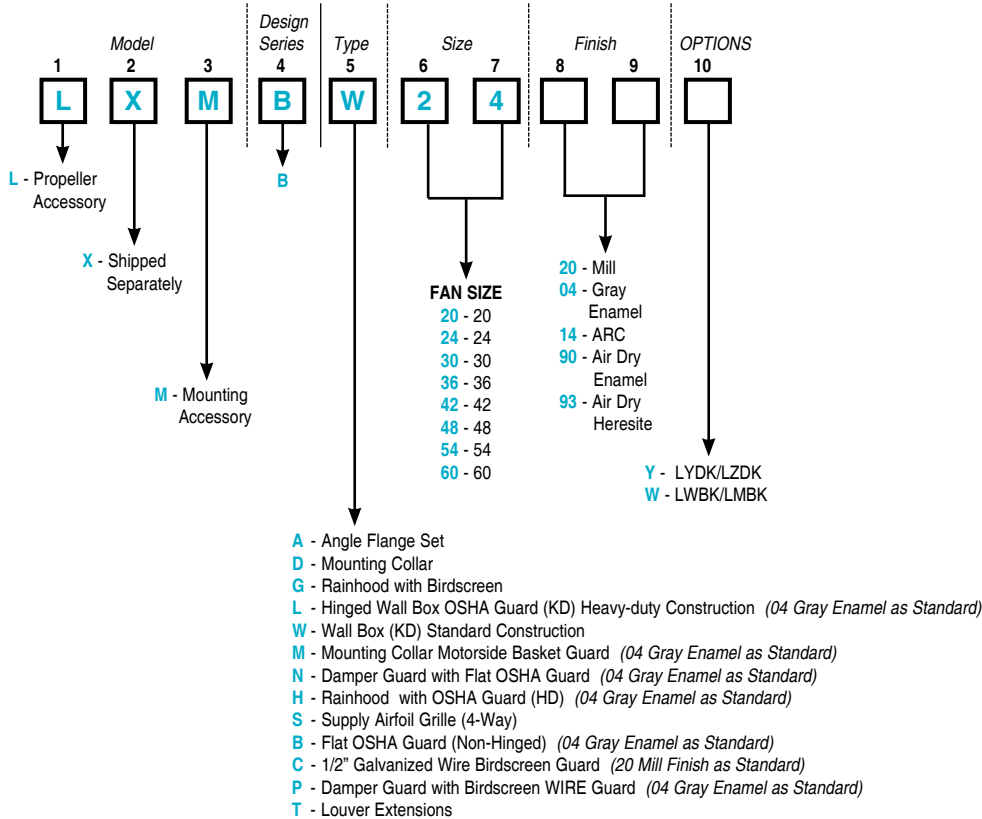 Design
Model Series Type Size Finish OPTIONS
1 2 3 4 5 6 7 8 9 10
L X M B W 2 4
L - Propeller
Accessory
B
X - Shipped
Separately
M - Mounting
Accessory
FAN SIZE
20 - 20
24 - 24
30 - 30
36 - 36
42 - 42
48 - 48
54 - 54
60 - 60
20 - Mill
04 - Gray
Enamel
14 - ARC
90 - Air Dry
Enamel
93 - Air Dry
Heresite
Y - LYDK/LZDK
W - LWBK/LMBK
A - Angle Flange Set
D - Mounting Collar
G - Rainhood with Birdscreen
L - Hinged Wall Box OSHA Guard (KD) Heavy-duty Construction (04 Gray Enamel as Standard)
W - Wall Box (KD) Standard Construction
M - Mounting Collar Motorside Basket Guard (04 Gray Enamel as Standard)
N - Damper Guard with Flat OSHA Guard (04 Gray Enamel as Standard)
H - Rainhood with OSHA Guard (HD) (04 Gray Enamel as Standard)
S - Supply Airfoil Grille (4-Way)
B - Flat OSHA Guard (Non-Hinged) (04 Gray Enamel as Standard)
C - 1/2” Galvanized Wire Birdscreen Guard (20 Mill Finish as Standard)
P - Damper Guard with Birdscreen WIRE Guard (04 Gray Enamel as Standard)
T - Louver Extensions